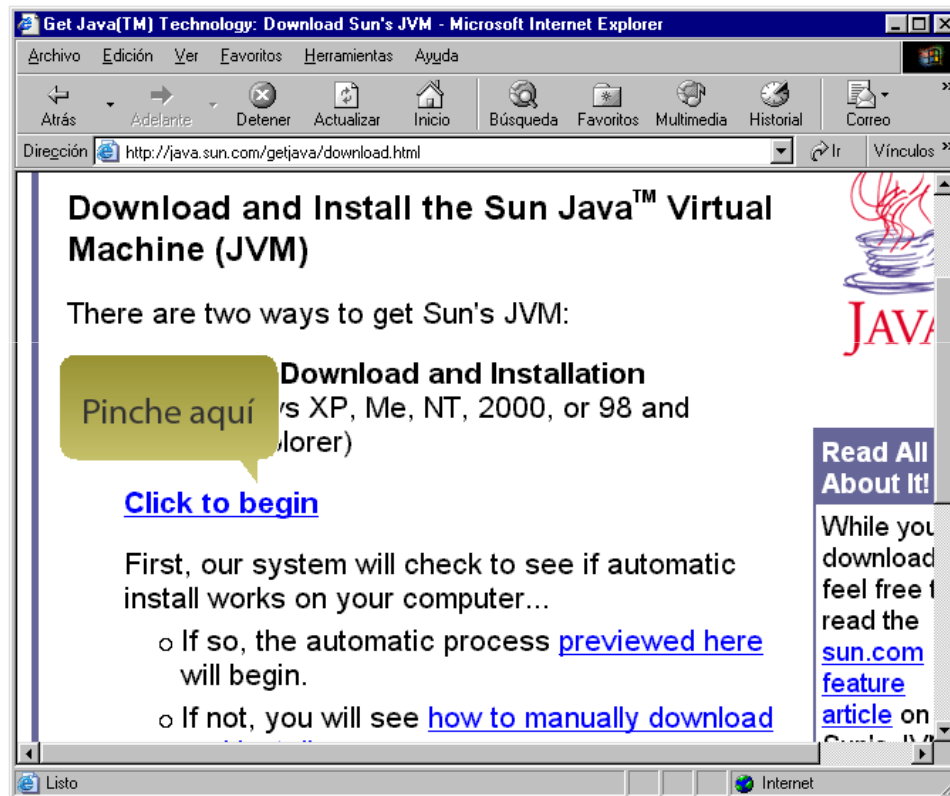 Get Java(TM) Technology: Download Sun's JVM - Microsoft Internet Explorer
Archivo Edición Ver Favoritos Herramientas Ayuda
Atrás Adelante Detener Actualizar Inicio Búsqueda Favoritos Multimedia Historial Correo »
Dirección http://java.sun.com/getjava/download.html Ir Vínculos »
Download and Install the Sun Java™ Virtual
Machine (JVM)
There are two ways to get Sun's JVM:
Download and Installation
Pinche aquí
XP, Me, NT, 2000, or 98 and
Click to begin
First, our system will check to see if automatic
install works on your computer...
o If so, the automatic process previewed here
will begin.
o If not, you will see how to manually download
JAVA
Read All
About It!
While you
download
feel free
read the
sun.com
feature
article on
Listo Internet